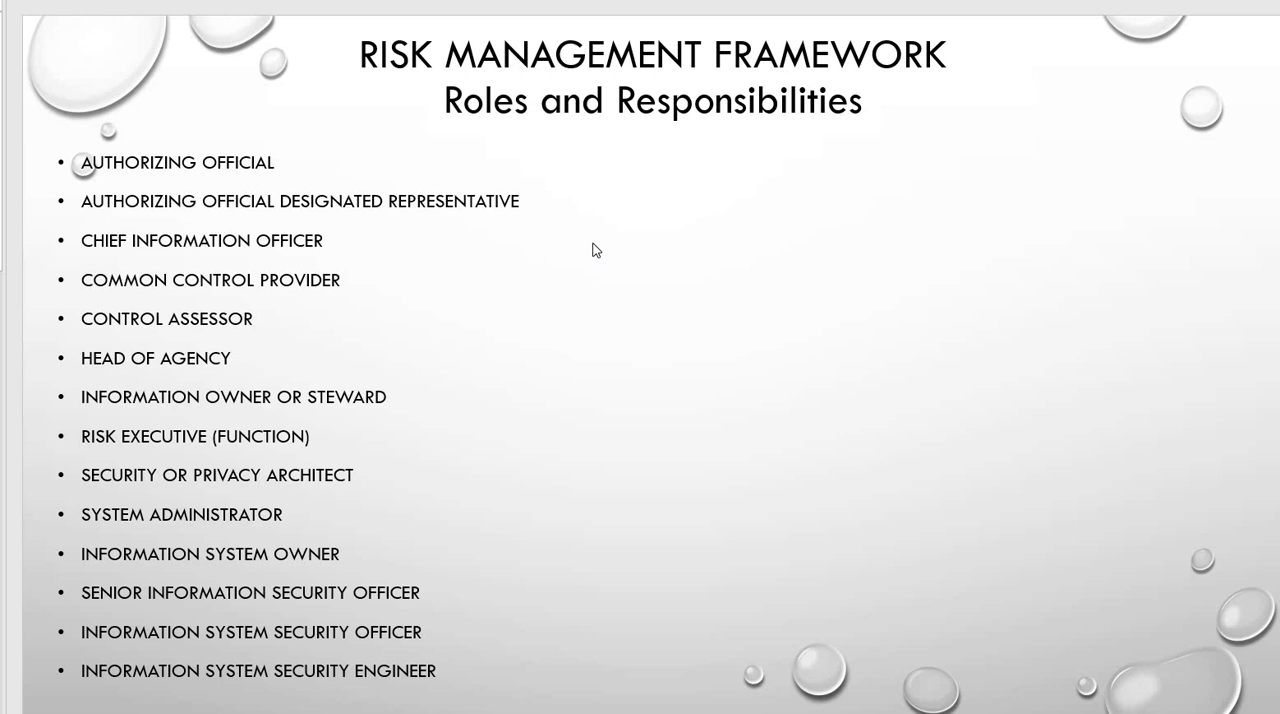 RISK MANAGEMENT FRAMEWORK
Roles and Responsibilities
• AUTHORIZING OFFICIAL
• AUTHORIZING OFFICIAL DESIGNATED REPRESENTATIVE
• CHIEF INFORMATION OFFICER
• COMMON CONTROL PROVIDER
• CONTROL ASSESSOR
• HEAD OF AGENCY
• INFORMATION OWNER OR STEWARD
• RISK EXECUTIVE (FUNCTION)
• SECURITY OR PRIVACY ARCHITECT
• SYSTEM ADMINISTRATOR
• INFORMATION SYSTEM OWNER
• SENIOR INFORMATION SECURITY OFFICER
• INFORMATION SYSTEM SECURITY OFFICER
• INFORMATION SYSTEM SECURITY ENGINEER